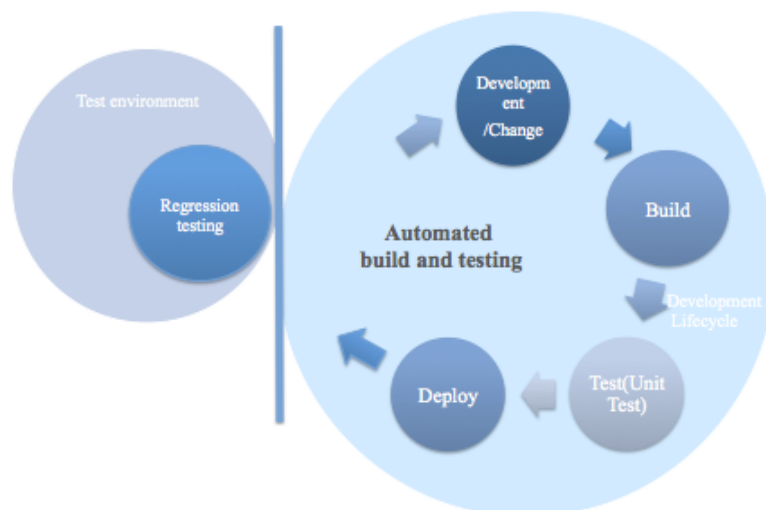 Test environment
Regression
testing
Developm
ent
/Change
Build
Automated
build and testing
Development
Lifecycle
Test(Unit
Test)
Deploy